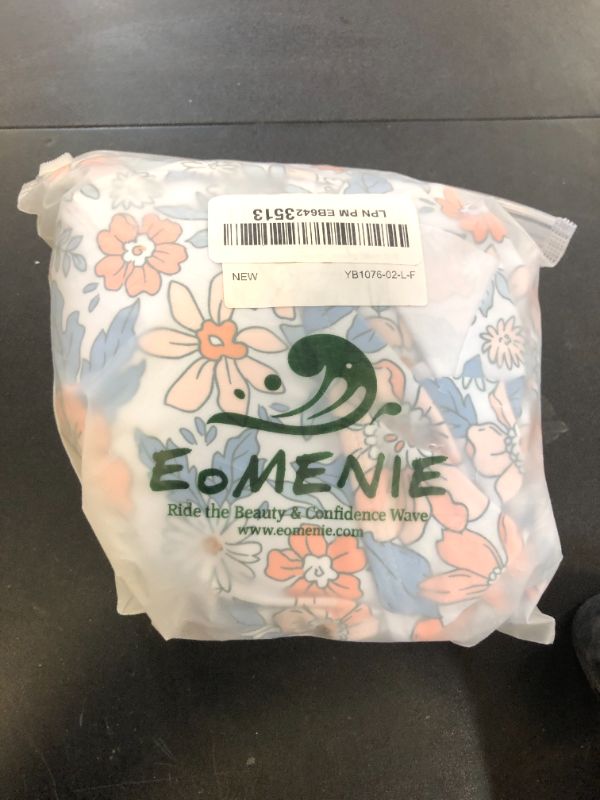 LPN PM EB6423513
NEW YB1076-02-L-F
EOMENIE
Ride the Beauty & Confidence Wave
www.eomenie.com